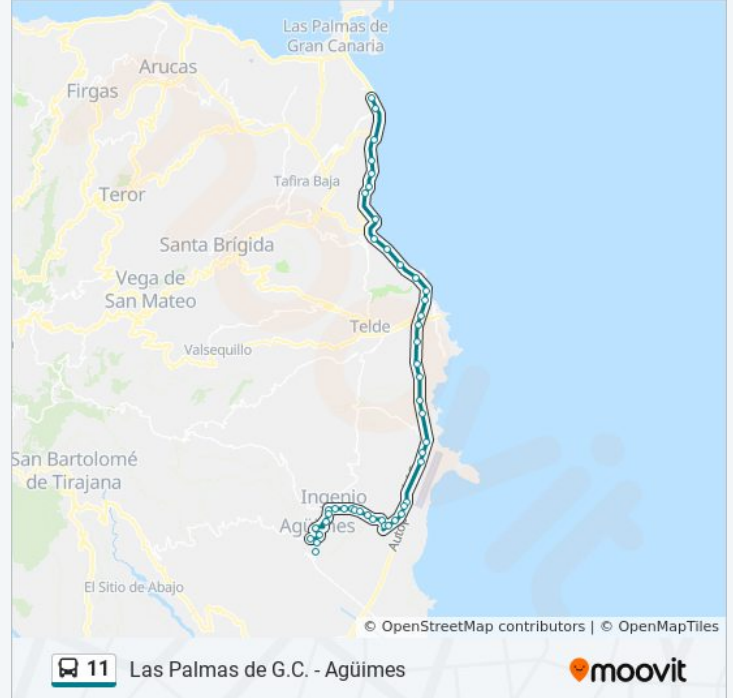 Las Palmas de
Gran Canaria
Arucas
Firgas
Tafira Baja
Teror
Santa Brígida
Vega de
San Mateo
Telde
Valsequillo
San Bartolomé
de Tirajana
Ingenio
Agüimes
Autop
El Sitio de Abajo
© OpenStreetMap contributors | © OpenMapTiles
11 Las Palmas de G.C. - Agüimes
moovit